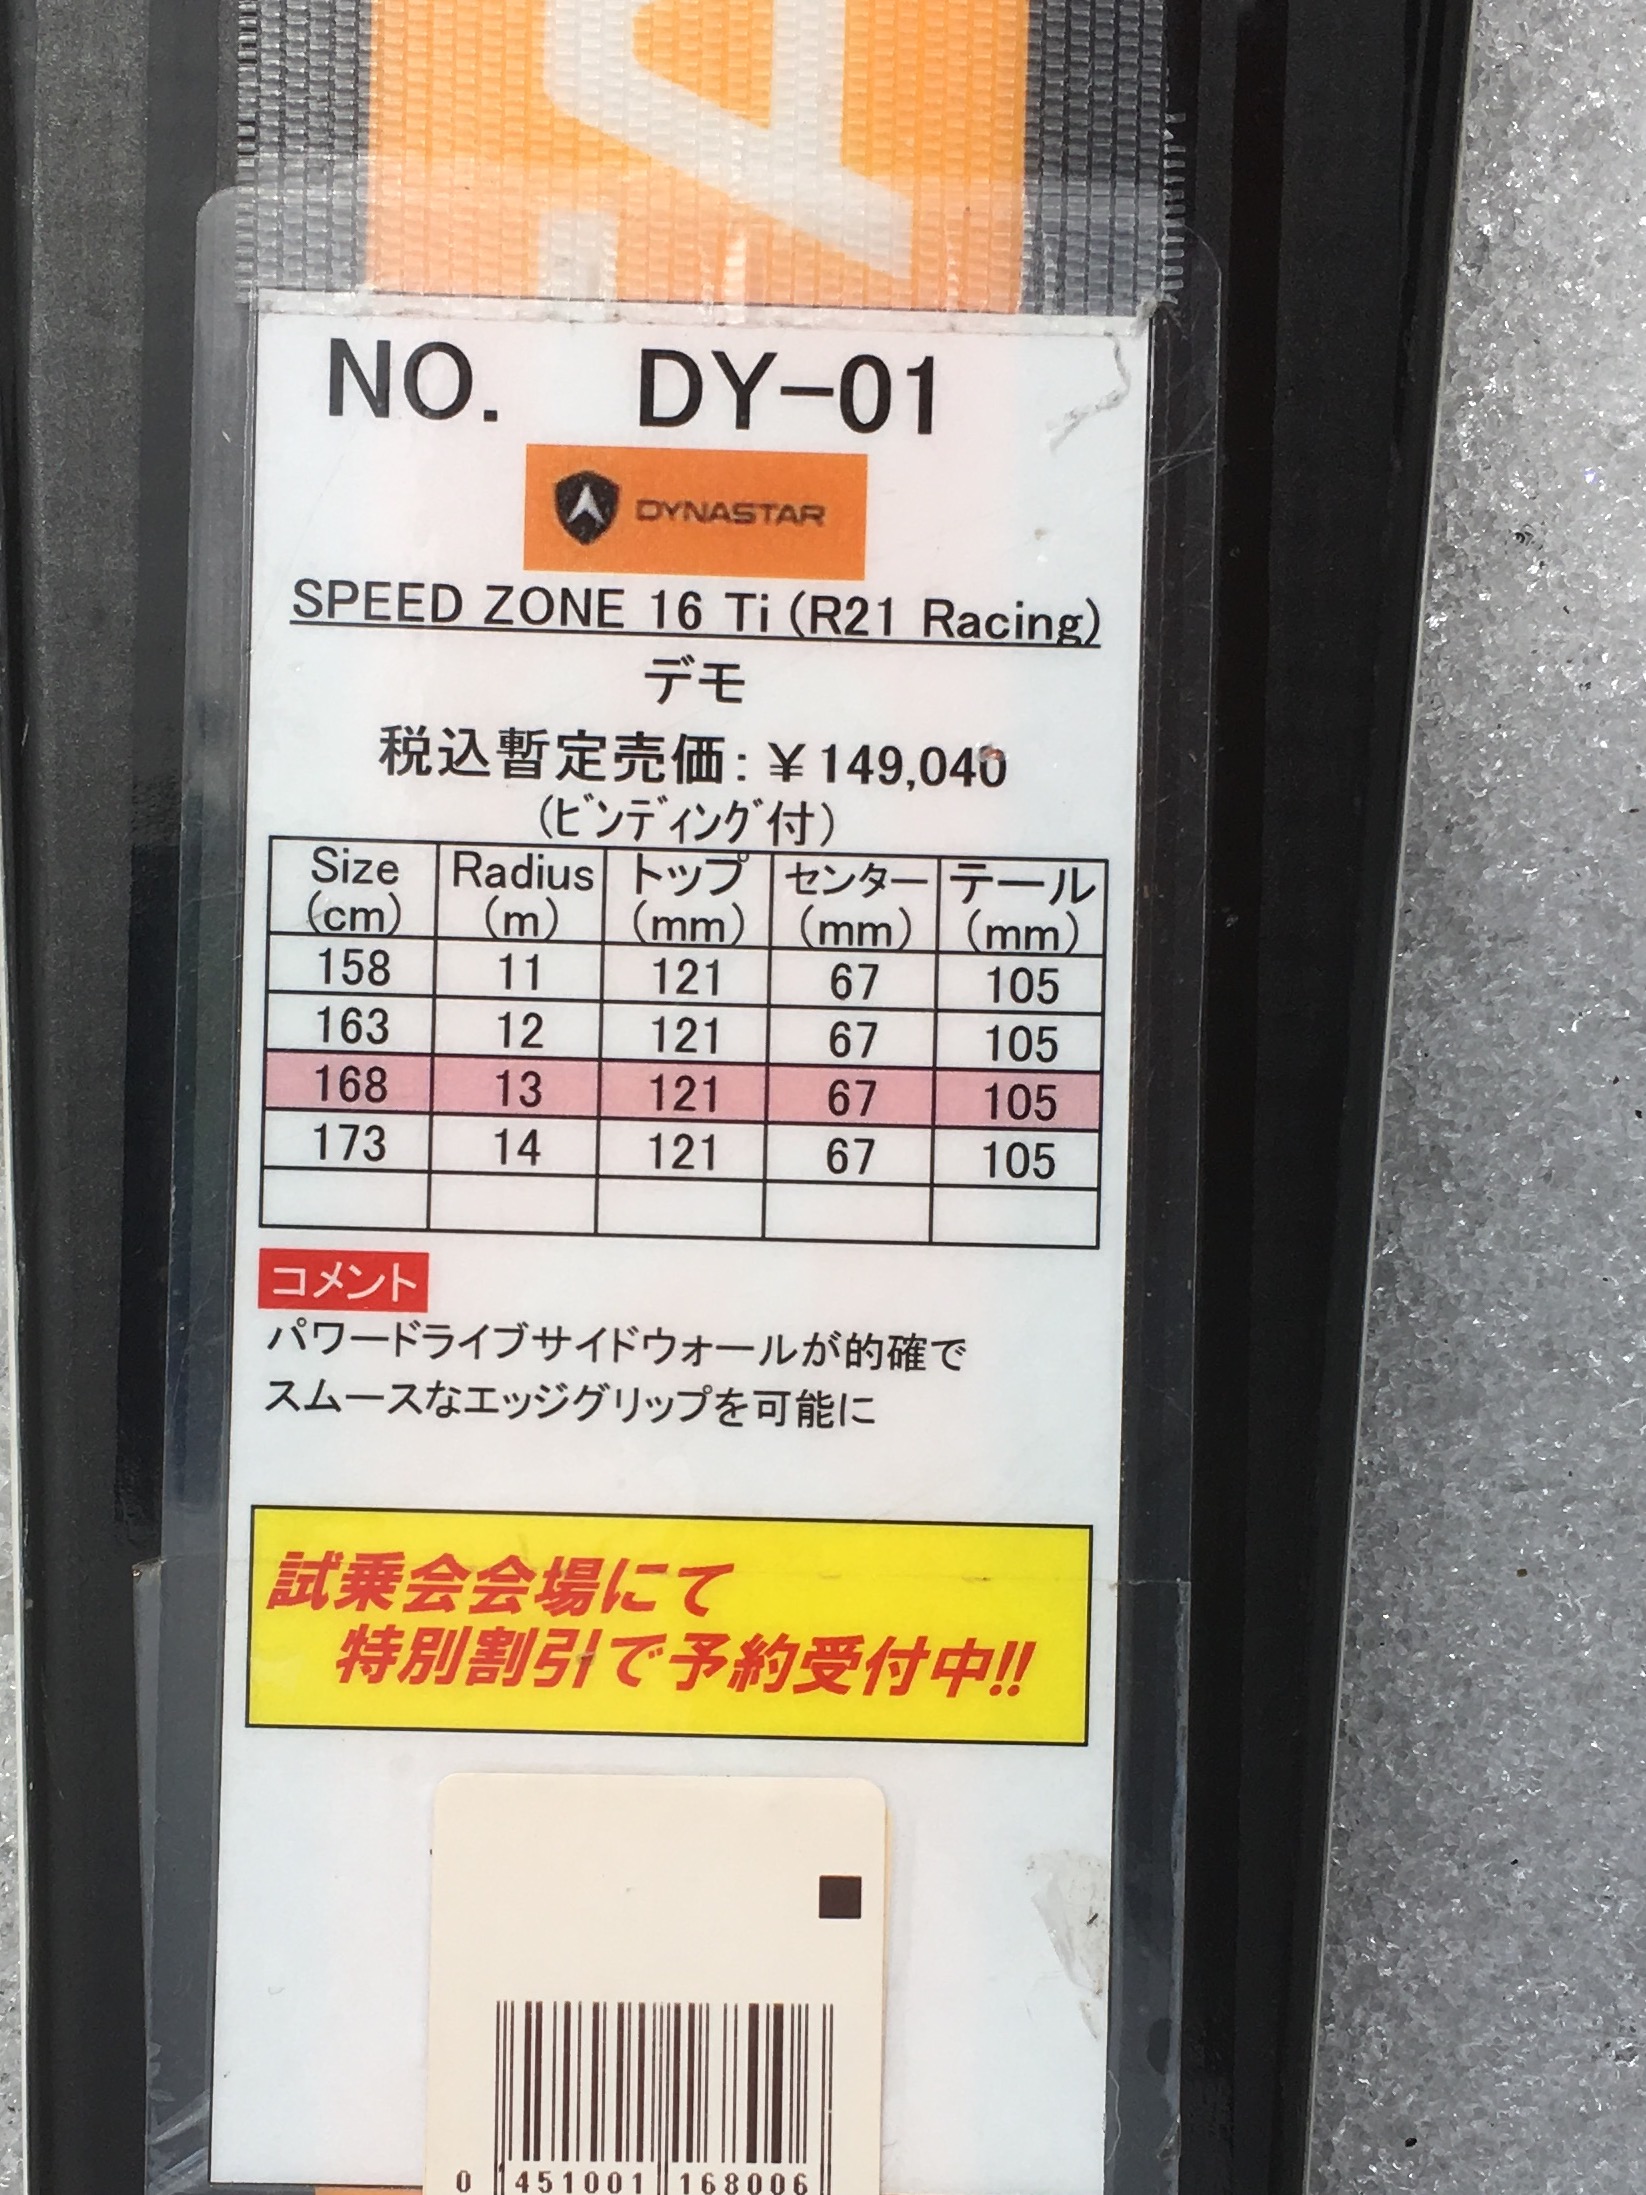 NO. DY-01
DYNASTAR
SPEED ZONE 16 Ti (R21 Racing)
デモ
税込暫定売価:￥149,040
(ﾋﾞﾝﾃﾞｨﾝｸﾞ付)
Size (cm) Radius (m) トップ (mm) センター (mm) テール (mm)
158 11 121 67 105
163 12 121 67 105
168 13 121 67 105
173 14 121 67 105
コメント
パワードライブサイドウォールが的確で
スムースなエッジグリップを可能に
試乗会会場にて
特別割引で予約受付中!!
0 451001 168006